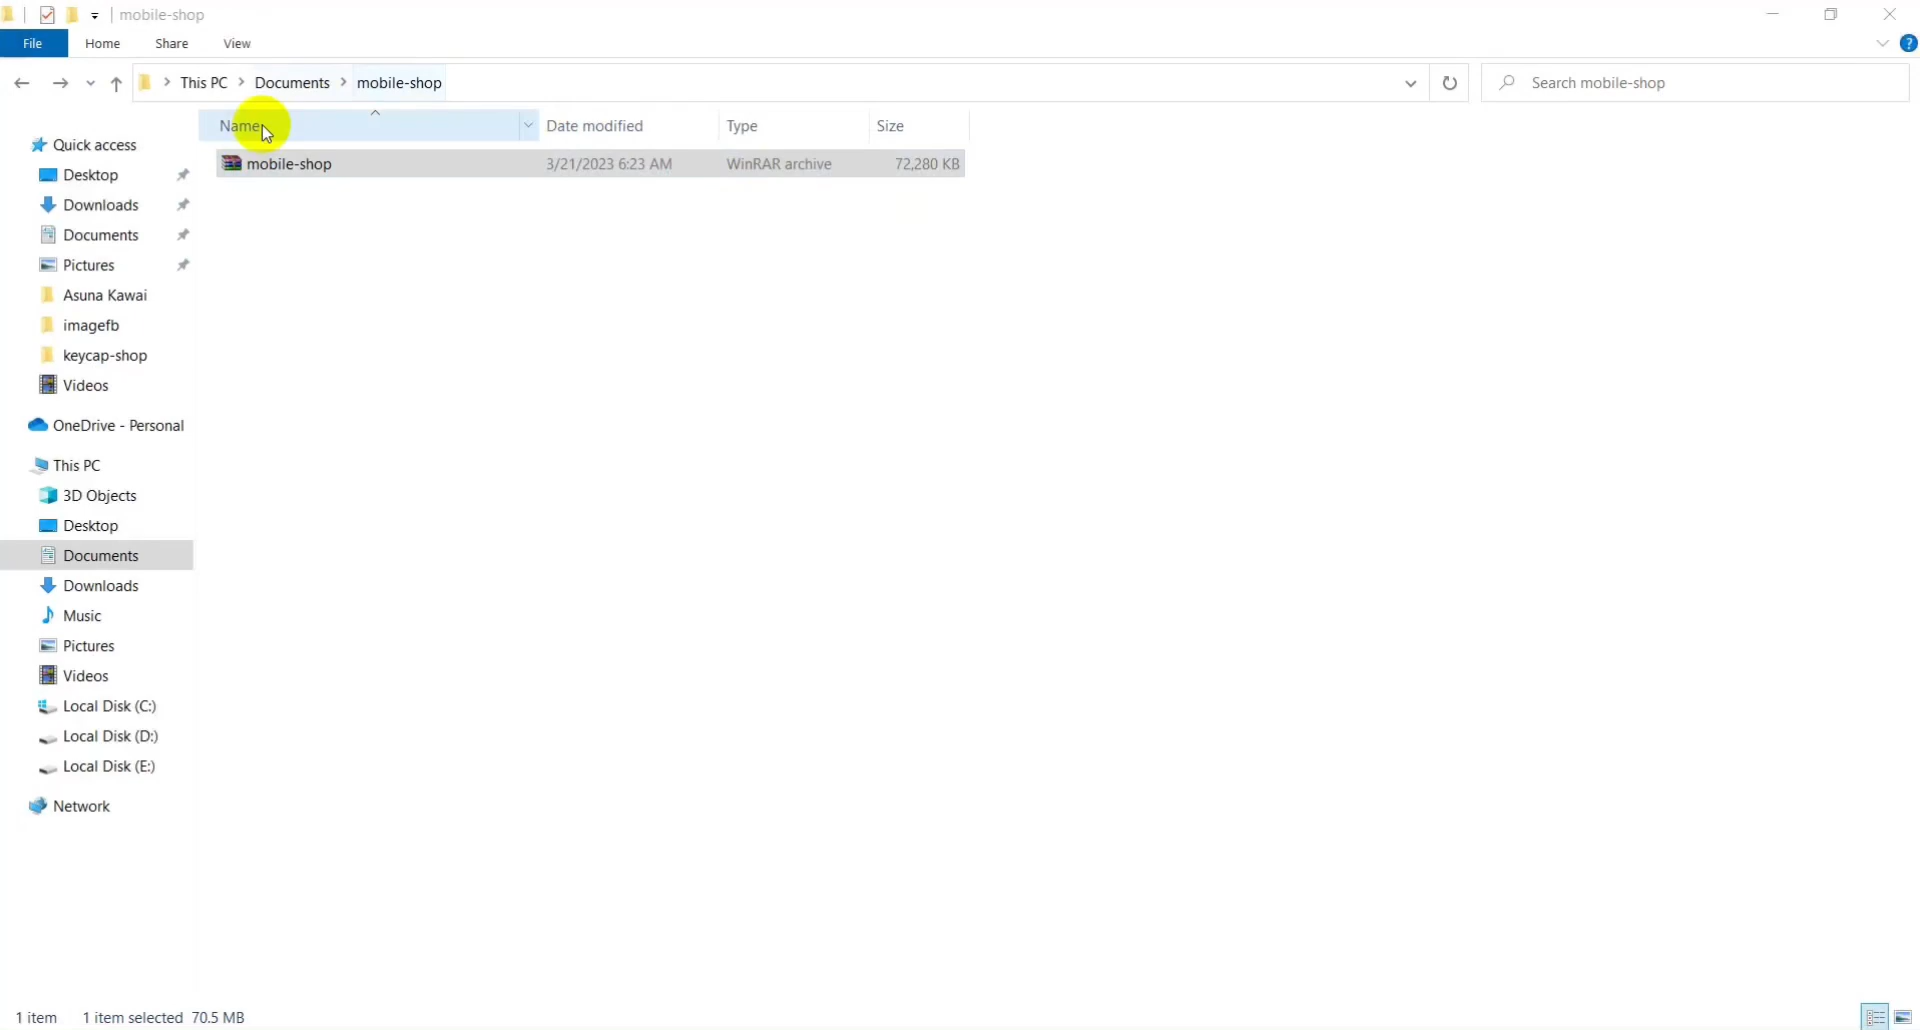 mobile-shop
File Home Share View ?
This PC Documents mobile-shop Search mobile-shop
Name Date modified Type Size
mobile-shop 3/21/2023 6:23 AM WinRAR archive 72,280 KB
Quick access
Desktop
Downloads
Documents
Pictures
Asuna Kawai
imagefb
keycap-shop
Videos
OneDrive - Personal
This PC
3D Objects
Desktop
Documents
Downloads
Music
Pictures
Videos
Local Disk (C:)
Local Disk (D:)
Local Disk (E:)
Network
1 item 1 item selected 70.5 MB